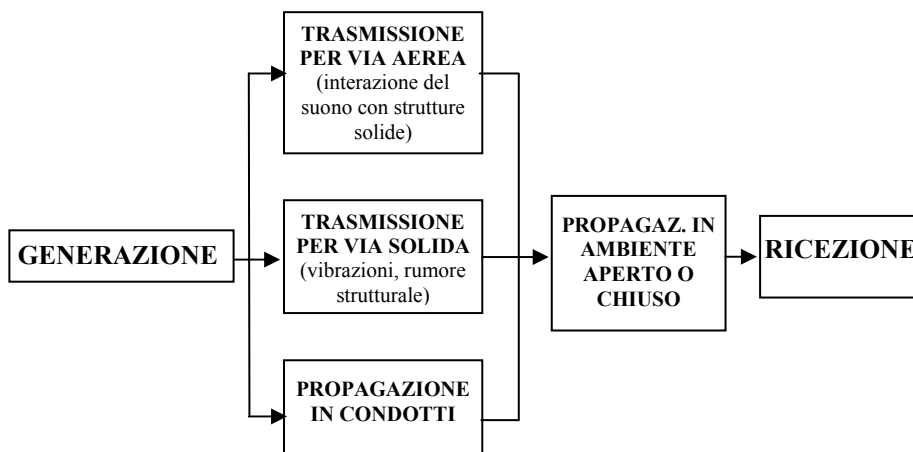 GENERAZIONE
TRASMISSIONE
PER VIA AEREA
(interazione del
suono con strutture
solide)
TRASMISSIONE
PER VIA SOLIDA
(vibrazioni, rumore
strutturale)
PROPAGAZIONE
IN CONDOTTI
PROPAGAZ. IN
AMBIENTE
APERTO O
CHIUSO
RICEZIONE